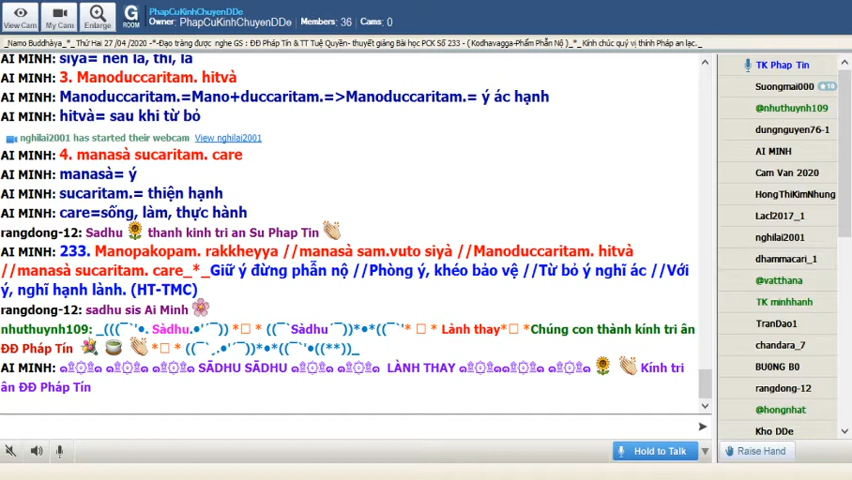 View Cam
My Cam
Enlarge
G
ROOM
PhapCuKinhChuyenDDe
Owner: PhapCuKinhChuyenDDe Members: 36 Cams: 0
_Namo Buddhàya_*_ Thứ Hai 27 /04 /2020 -*-Đạo tràng được nghe GS : ĐĐ Pháp Tín & TT Tuệ Quyền- thuyết giảng Bài học PCK Số 233 - ( Kodhavagga-Phẩm Phẫn Nộ )_*_ Kính chúc quý vị thính Pháp an lạc._
AI MINH: siyà= nên là, thì, là
AI MINH: 3. Manoduccaritam. hitvà
AI MINH: Manoduccaritam.=Mano+duccaritam.=>Manoduccaritam.= ý ác hạnh
AI MINH: hitvà= sau khi từ bỏ
nghilai2001 has started their webcam View nghilai2001
AI MINH: 4. manasà sucaritam. care
AI MINH: manasà= ý
AI MINH: sucaritam.= thiện hạnh
AI MINH: care=sống, làm, thực hành
rangdong-12: Sadhu thanh kinh tri an Su Phap Tin
AI MINH: 233. Manopakopam. rakkheyya //manasà sam.vuto siyà //Manoduccaritam. hitvà
//manasà sucaritam. care_*_Giữ ý đừng phẫn nộ //Phòng ý, khéo bảo vệ //Từ bỏ ý nghĩ ác //Với
ý, nghĩ hạnh lành. (HT-TMC)
rangdong-12: sadhu sis Ai Minh
nhuthuynh109: _(((¯`'•. Sàdhu.•'´¯)) *□ * ((¯`Sàdhu´¯))*•*((¯`'* □ * Lành thay*□ *Chúng con thành kính tri ân
ĐĐ Pháp Tín * □ * ((¯`¸.•'´¯))*•*((¯`'•((**))_
AI MINH: SĀDHU SĀDHU LÀNH THAY Kính tri
ân ĐĐ Pháp Tín
Hold to Talk
TK Phap Tin
Suongmai000
@nhuthuynh109
dungnguyen76-1
AI MINH
Cam Van 2020
HongThiKimNhung
Lacl2017_1
nghilai2001
dhammacari_1
@vatthana
TK minhhanh
TranDao1
chandara_7
BU0NG B0
rangdong-12
@hongnhat
Kho DDe
Raise Hand